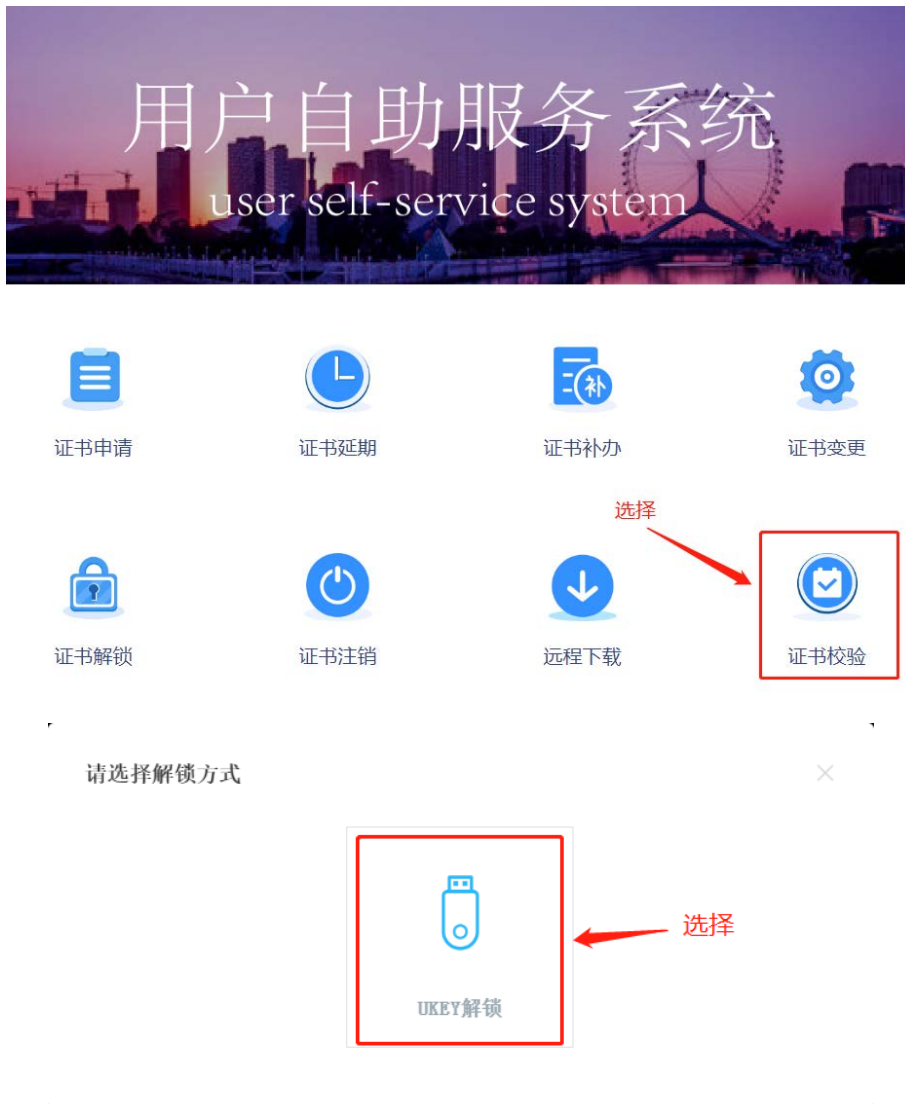 用户自助服务系统
user self-service system
补
证书申请
证书延期
证书补办
证书变更
选择
证书解锁
证书注销
远程下载
证书校验
请选择解锁方式
选择
UKEY解锁